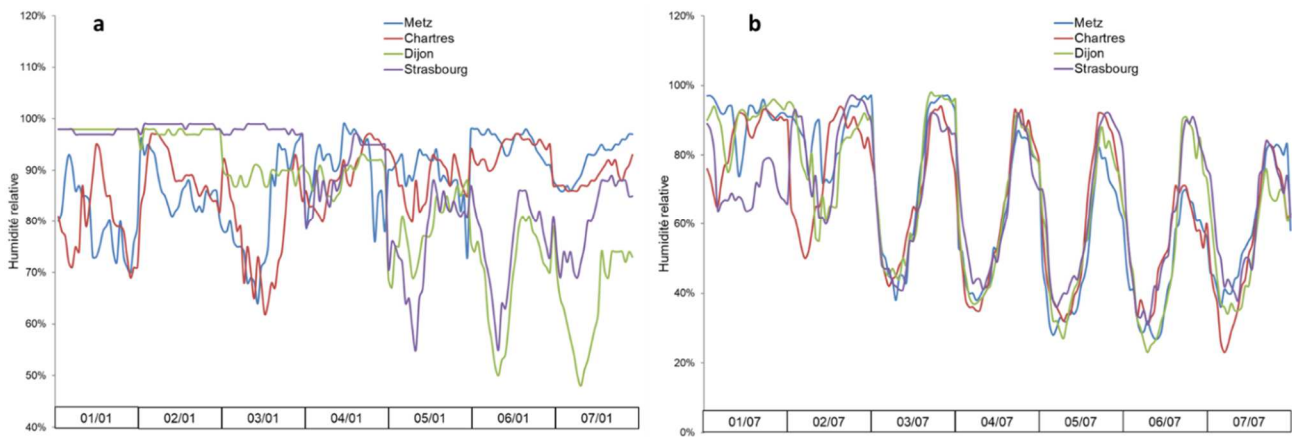 a
Metz
Chartres
Dijon
Strasbourg
Humidité relative
120%
110%
100%
90%
80%
70%
60%
50%
40%
01/01 02/01 03/01 04/01 05/01 06/01 07/01
b
Metz
Chartres
Dijon
Strasbourg
Humidité relative
120%
100%
80%
60%
40%
20%
0%
01/07 02/07 03/07 04/07 05/07 06/07 07/07